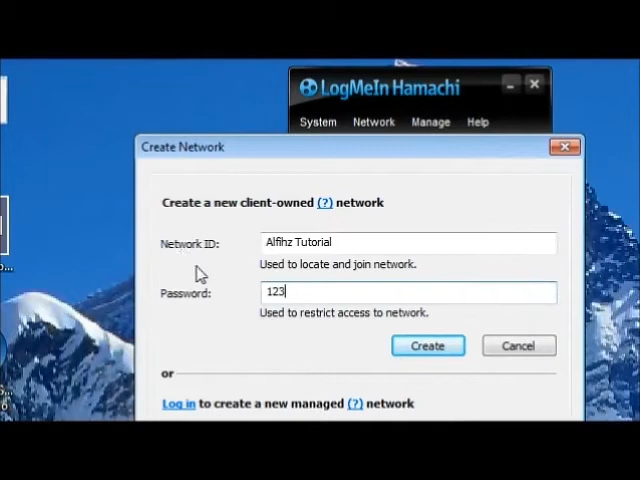 LogMeIn Hamachi
System Network Manage Help
Create Network
Create a new client-owned (?) network
Network ID: Alfihz Tutorial
Used to locate and join network.
Password: 123
Used to restrict access to network.
Create Cancel
or
Log in to create a new managed (?) network